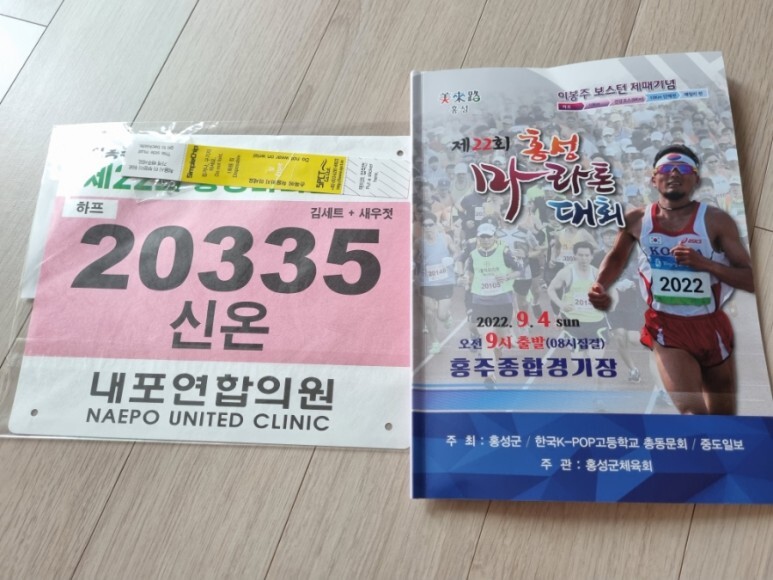 하프
김세트 + 새우젓
20335
신온
내포연합의원
NAEPO UNITED CLINIC
홍성
이봉주 보스턴 제패기념
제22회 홍성
마라톤
대회
KOREA
2022
2022. 9. 4 sun
오전 9시 출발(08시집결)
홍주종합경기장
주 최 : 홍성군 / 한국K-POP고등학교 총동문회 / 중도일보
주 관 : 홍성군체육회